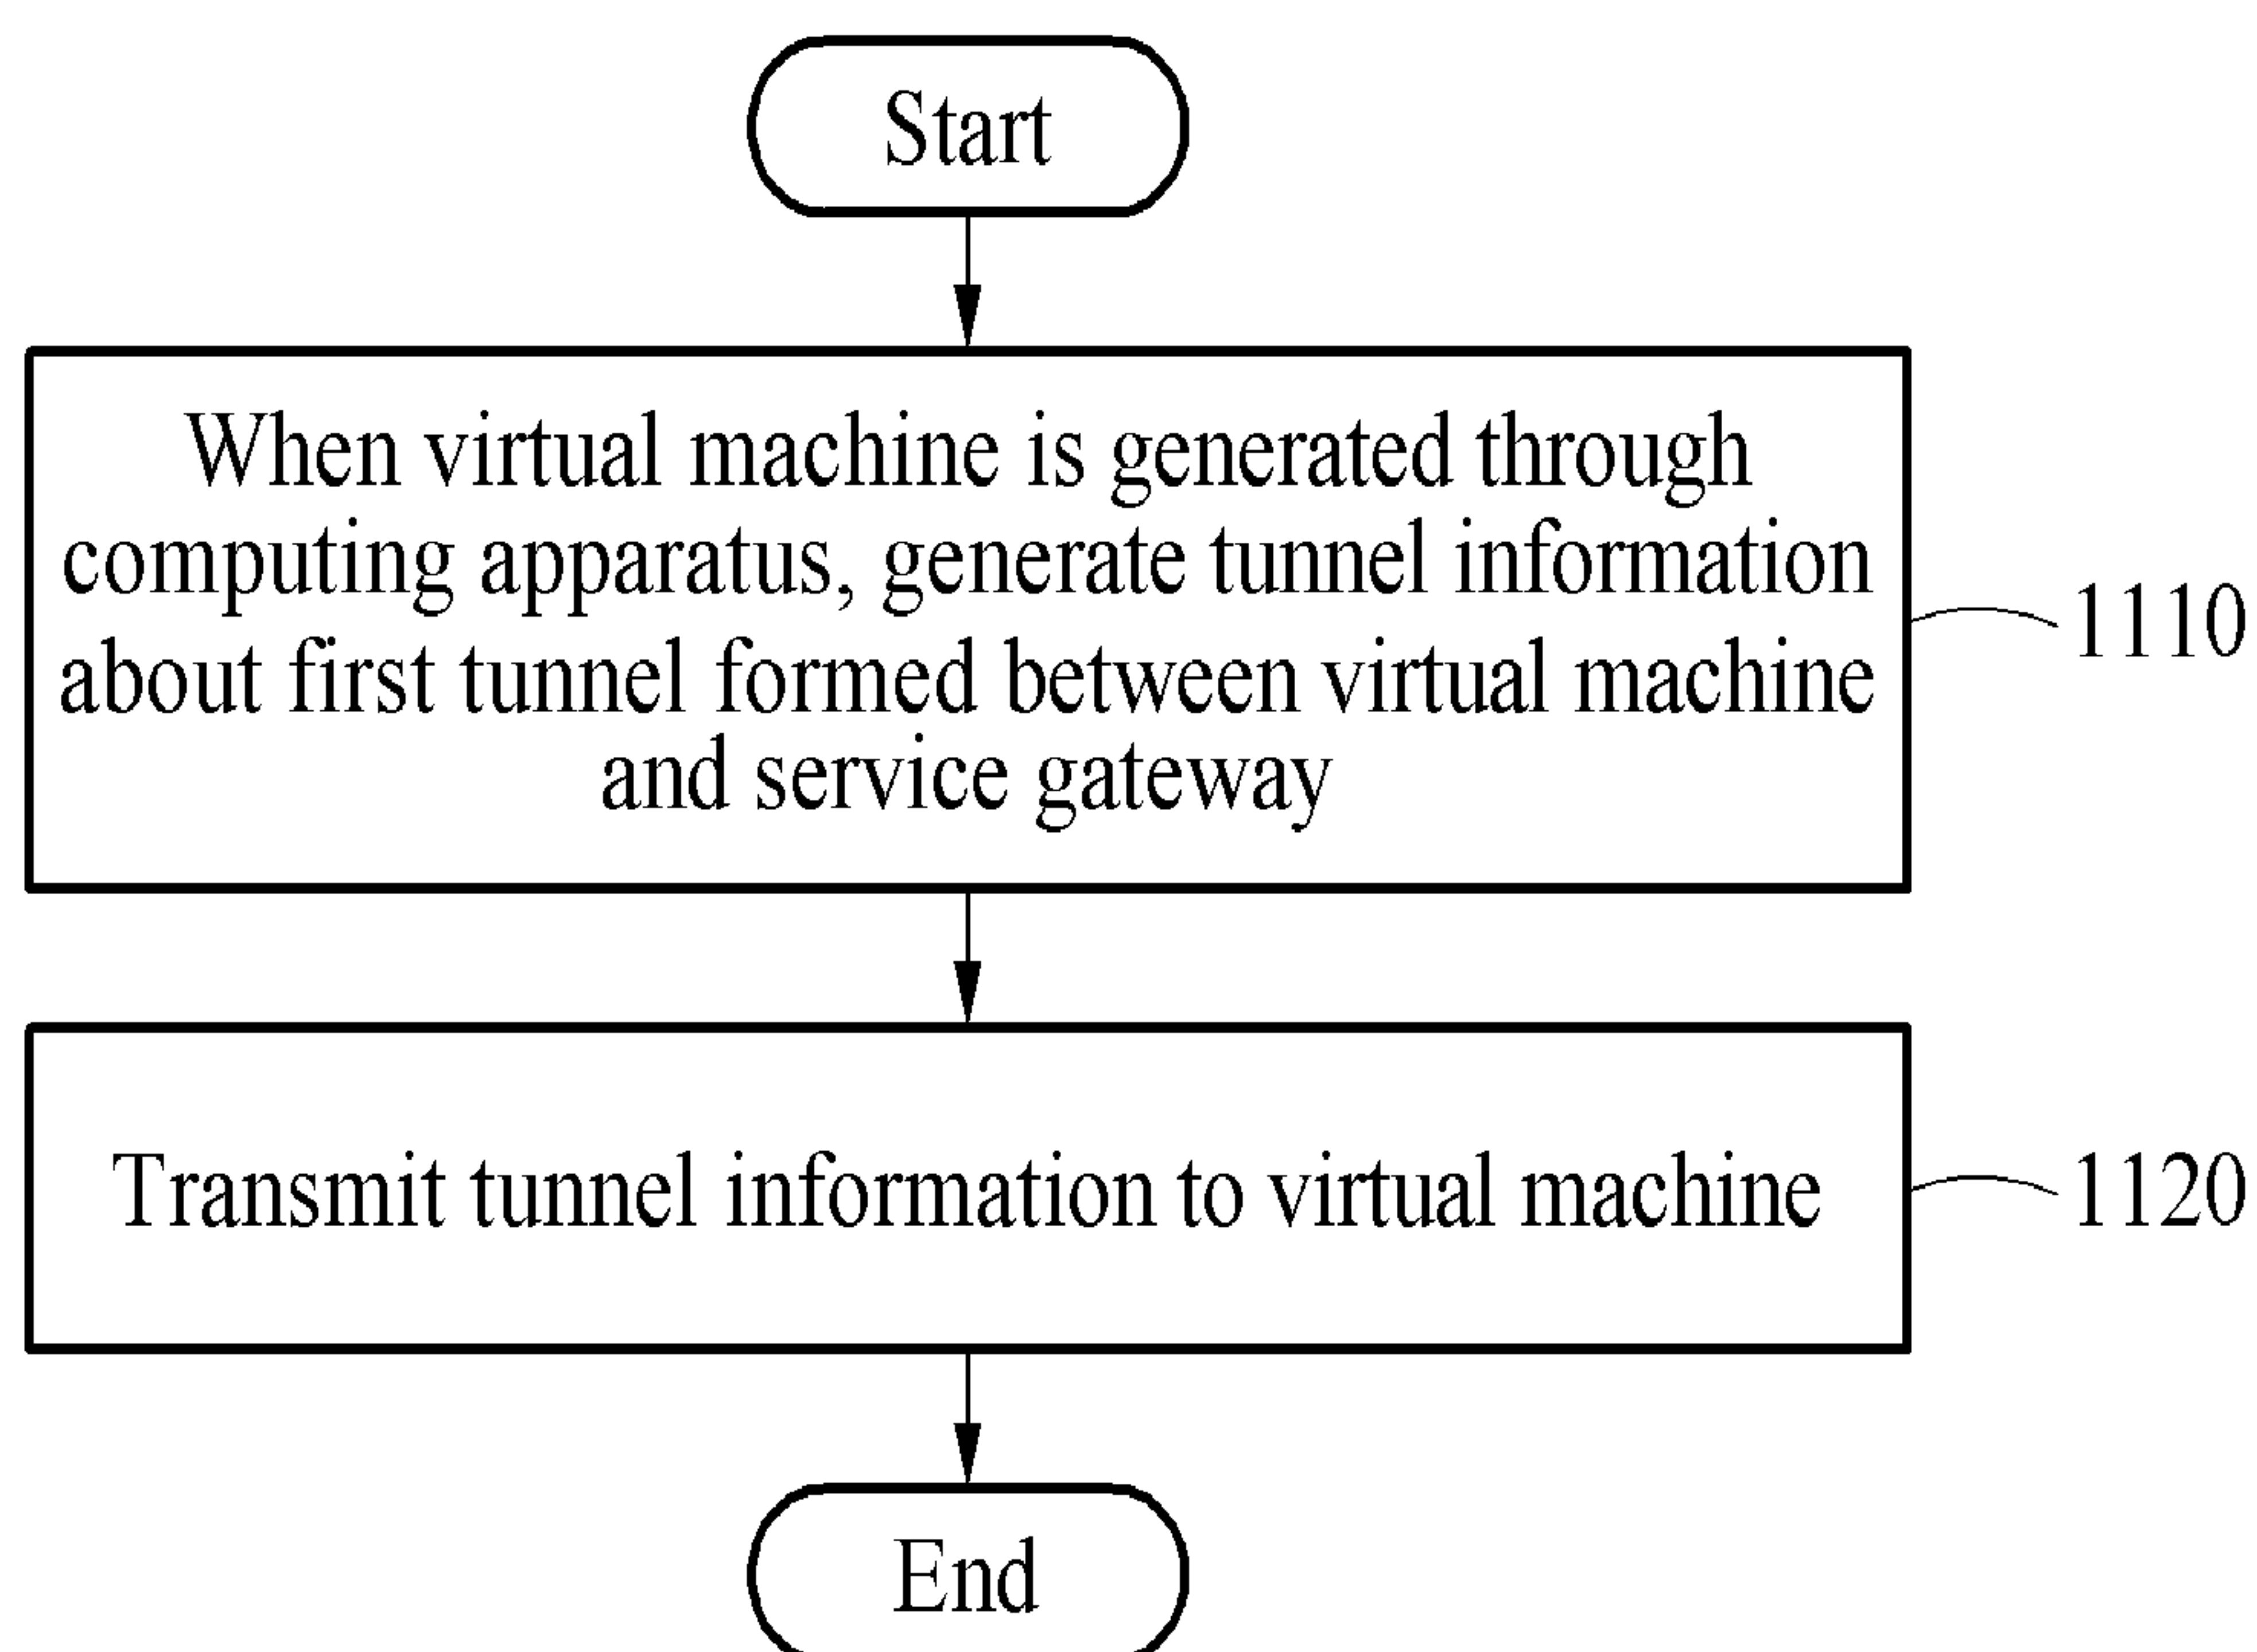 Start
When virtual machine is generated through
computing apparatus, generate tunnel information
about first tunnel formed between virtual machine
and service gateway
1110
Transmit tunnel information to virtual machine
1120
End